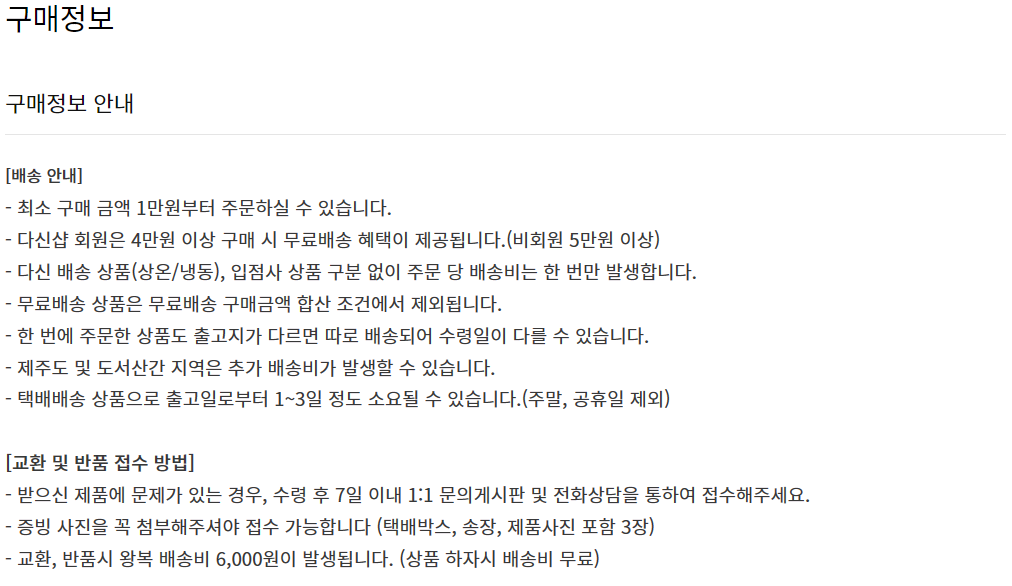 구매정보
구매정보 안내
[배송 안내]
- 최소 구매 금액 1만원부터 주문하실 수 있습니다.
- 다신샵 회원은 4만원 이상 구매 시 무료배송 혜택이 제공됩니다.(비회원 5만원 이상)
- 다신 배송 상품(상온/냉동), 입점사 상품 구분 없이 주문 당 배송비는 한 번만 발생합니다.
- 무료배송 상품은 무료배송 구매금액 합산 조건에서 제외됩니다.
- 한 번에 주문한 상품도 출고지가 다르면 따로 배송되어 수령일이 다를 수 있습니다.
- 제주도 및 도서산간 지역은 추가 배송비가 발생할 수 있습니다.
- 택배배송 상품으로 출고일로부터 1~3일 정도 소요될 수 있습니다.(주말, 공휴일 제외)
[교환 및 반품 접수 방법]
- 받으신 제품에 문제가 있는 경우, 수령 후 7일 이내 1:1 문의게시판 및 전화상담을 통하여 접수해주세요.
- 증빙 사진을 꼭 첨부해주셔야 접수 가능합니다 (택배박스, 송장, 제품사진 포함 3장)
- 교환, 반품시 왕복 배송비 6,000원이 발생됩니다. (상품 하자시 배송비 무료)